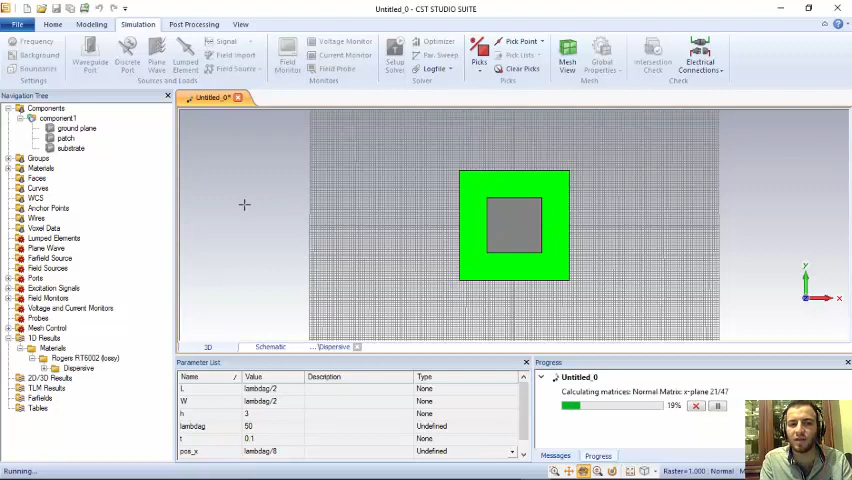 Untitled_0 - CST STUDIO SUITE
File Home Modeling Simulation Post Processing View
Frequency
Background
Boundaries
Settings
Waveguide Port
Discrete Port
Plane Wave
Lumped Element
Signal
Field Import
Field Source
Sources and Loads
Field Monitor
Voltage Monitor
Current Monitor
Field Probe
Monitors
Setup Solver
Optimizer
Par. Sweep
Logfile
Solver
Picks
Pick Point
Pick Lists
Clear Picks
Picks
Mesh View
Global Properties
Mesh
Intersection Check
Electrical Connections
Check
Navigation Tree
Components
component1
ground plane
patch
substrate
Groups
Materials
Faces
Curves
WCS
Anchor Points
Wires
Voxel Data
Lumped Elements
Plane Wave
Farfield Source
Field Sources
Ports
Excitation Signals
Field Monitors
Voltage and Current Monitors
Probes
Mesh Control
1D Results
Materials
Rogers RT6002 (lossy)
Dispersive
2D/3D Results
TLM Results
Farfields
Tables
Untitled_0*
y
x
3D Schematic ...\Dispersive
Parameter List
Name Value Description Type
L lambdag/2 None
W lambdag/2 None
h 3 None
lambdag 50 Undefined
t 0.1 None
pos_x lambdag/8 Undefined
Progress
Untitled_0
Calculating matrices: Normal Matrix: x-plane 21/47
19%
Messages Progress
Running...
Raster=1.000 Normal